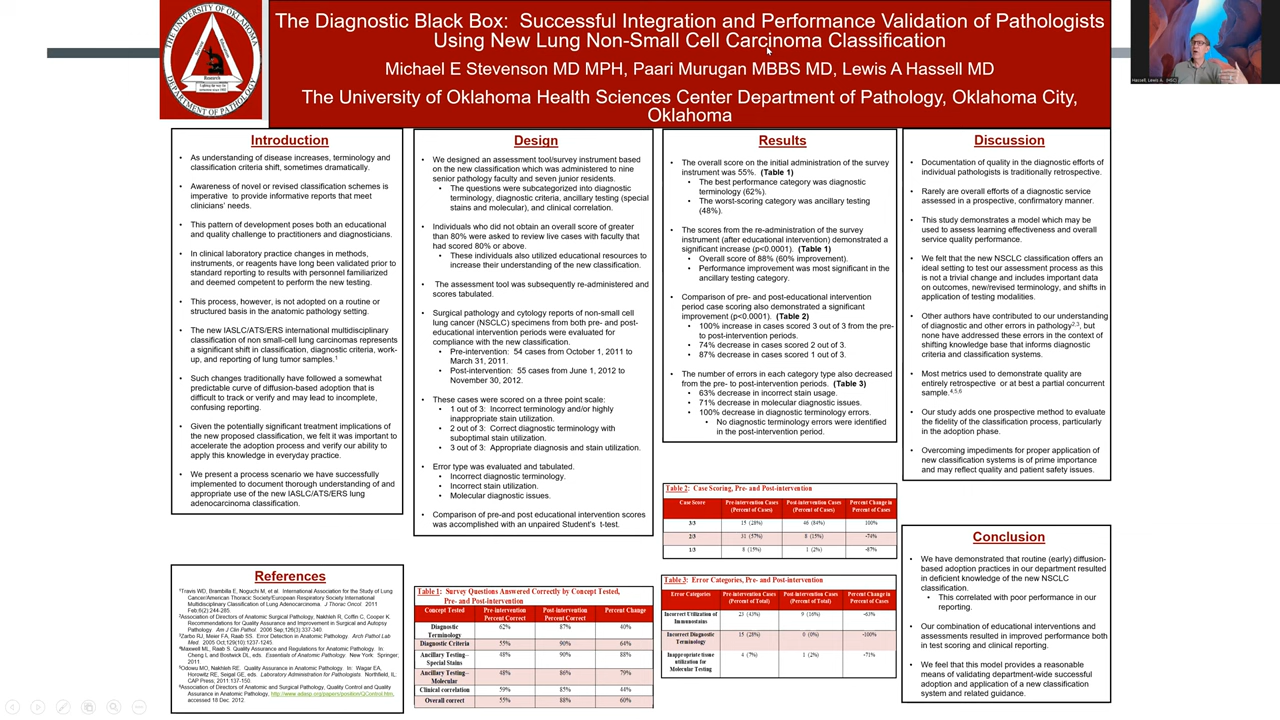 The Diagnostic Black Box:  Successful Integration and Performance Validation of Pathologists
Using New Lung Non-Small Cell Carcinoma Classification
Michael E Stevenson MD MPH, Paari Murugan MBBS MD, Lewis A Hassell MD
The University of Oklahoma Health Sciences Center Department of Pathology, Oklahoma City,
Oklahoma
THE UNIVERSITY OF OKLAHOMA
DEPARTMENT OF PATHOLOGY
Research
Hassell, Lewis A. (HSC)
Introduction
• As understanding of disease increases, terminology and
classification criteria shift, sometimes dramatically.
• Awareness of novel or revised classification schemes is
imperative  to provide informative reports that meet
clinicians' needs.
• This pattern of development poses both an educational
and quality challenge to practitioners and diagnosticians.
• In clinical laboratory practice changes in methods,
instruments, or reagents have long been validated prior to
standard reporting to results with personnel familiarized
and deemed competent to perform the new testing.
• This process, however, is not adopted on a routine or
structured basis in the anatomic pathology setting.
• The new IASLC/ATS/ERS international multidisciplinary
classification of non small-cell lung carcinomas represents
a significant shift in classification, diagnostic criteria, work-
up, and reporting of lung tumor samples.1
• Such changes traditionally have followed a somewhat
predictable curve of diffusion-based adoption that is
difficult to track or verify and may lead to incomplete,
confusing reporting.
• Given the potentially significant treatment implications of
the new proposed classification, we felt it was important to
accelerate the adoption process and verify our ability to
apply this knowledge in everyday practice.
• We present a process scenario we have successfully
implemented to document thorough understanding of and
appropriate use of the new IASLC/ATS/ERS lung
adenocarcinoma classification.
References
1Travis WD, Brambilla E, Noguchi M, et al.  International Association for the Study of Lung
Cancer/American Thoracic Society/European Respiratory Society International
Multidisciplinary Classification of Lung Adenocarcinoma.  J Thorac Oncol.  2011
Feb;6(2) 244-285.
2Association of Directors of Anatomic Surgical Pathology, Nakhleh R, Coffin C, Cooper K.
Recommendations for Quality Assurance and Improvement in Surgical and Autopsy
Pathology.  Am J Clin Pathol.  2006 Sep;126(3) 337-340.
3Zarbo RJ, Meier FA, Raab SS.  Error Detection in Anatomic Pathology.  Arch Pathol Lab
Med.  2005 Oct;129(10) 1237-1245.
4Maxwell ML, Raab S. Quality Assurance and Regulations for Anatomic Pathology.  In:
Cheng L and Bostwick DL, eds.  Essentials of Anatomic Pathology.  New York:  Springer;
2011.
5Odowu MO, Nakhleh RE.  Quality Assurance in Anatomic Pathology.  In:  Wagar EA,
Horowitz RE, Seigal GE, eds.  Laboratory Administration for Pathologists.  Northfield, IL:
CAP Press; 2011 137-150.
6Association of Directors of Anatomic and Surgical Pathology, Quality Control and Quality
Assurance in Anatomic Pathology,
accessed 18 Dec. 2012.
Design
• We designed an assessment tool/survey instrument based
on the new classification which was administered to nine
senior pathology faculty and seven junior residents.
• The questions were subcategorized into diagnostic
terminology, diagnostic criteria, ancillary testing (special
stains and molecular), and clinical correlation.
• Individuals who did not obtain an overall score of greater
than 80% were asked to review live cases with faculty that
had scored 80% or above.
• These individuals also utilized educational resources to
increase their understanding of the new classification.
• The assessment tool was subsequently re-administered and
scores tabulated.
• Surgical pathology and cytology reports of non-small cell
lung cancer (NSCLC) specimens from both pre- and post-
educational intervention periods were evaluated for
compliance with the new classification.
• Pre-intervention:  54 cases from October 1, 2011 to
March 31, 2011.
• Post-intervention:  55 cases from June 1, 2012 to
November 30, 2012.
• These cases were scored on a three point scale:
• 1 out of 3:  Incorrect terminology and/or highly
inappropriate stain utilization.
• 2 out of 3:  Correct diagnostic terminology with
suboptimal stain utilization.
• 3 out of 3:  Appropriate diagnosis and stain utilization.
• Error type was evaluated and tabulated.
• Incorrect diagnostic terminology.
• Incorrect stain utilization.
• Molecular diagnostic issues.
• Comparison of pre-and post educational intervention scores
was accomplished with an unpaired Student's  t-test.
Table 1:  Survey Questions Answered Correctly by Concept Tested,
Pre- and Post-intervention
Concept Tested Pre-intervention Percent Correct Post-intervention Percent Correct Percent Change
Diagnostic Terminology 62% 87% 40%
Diagnostic Criteria 55% 90% 64%
Ancillary Testing–Special Stains 48% 90% 88%
Ancillary Testing–Molecular 48% 86% 79%
Clinical correlation 59% 85% 44%
Overall correct 55% 88% 60%
Results
• The overall score on the initial administration of the survey
instrument was 55%.  (Table 1)
• The best performance category was diagnostic
terminology (62%).
• The worst-scoring category was ancillary testing
(48%).
• The scores from the re-administration of the survey
instrument (after educational intervention) demonstrated a
significant increase (p<0.0001).  (Table 1)
• Overall score of 88% (60% improvement).
• Performance improvement was most significant in the
ancillary testing category.
• Comparison of pre- and post-educational intervention
period case scoring also demonstrated a significant
improvement (p<0.0001).  (Table 2)
• 100% increase in cases scored 3 out of 3 from the pre-
to post-intervention periods.
• 74% decrease in cases scored 2 out of 3.
• 87% decrease in cases scored 1 out of 3.
• The number of errors in each category type also decreased
from the pre- to post-intervention periods.  (Table 3)
• 63% decrease in incorrect stain usage.
• 71% decrease in molecular diagnostic issues.
• 100% decrease in diagnostic terminology errors.
• No diagnostic terminology errors were identified
in the post-intervention period.
Table 2:  Case Scoring, Pre- and Post-intervention
Case Score Pre-intervention Cases (Percent of Cases) Post-intervention Cases (Percent of Cases) Percent Change in Percent of Cases
3/3 15 (28%) 46 (84%) 100%
2/3 31 (57%) 8 (15%) -74%
1/3 8 (15%) 1 (2%) -87%
Table 3:  Error Categories, Pre- and Post-intervention
Error Categories Pre-intervention Cases (Percent of Total) Post-intervention Cases (Percent of Total) Percent Change in Percent of Cases
Incorrect Utilization of Immunostains 23 (43%) 9 (16%) -63%
Incorrect Diagnostic Terminology 15 (28%) 0 (0%) -100%
Inappropriate tissue utilization for Molecular Testing 4 (7%) 1 (2%) -71%
Discussion
• Documentation of quality in the diagnostic efforts of
individual pathologists is traditionally retrospective.
• Rarely are overall efforts of a diagnostic service
assessed in a prospective, confirmatory manner.
• This study demonstrates a model which may be
used to assess learning effectiveness and overall
service quality performance.
• We felt that the new NSCLC classification offers an
ideal setting to test our assessment process as this
is not a trivial change and includes important data
on outcomes, new/revised terminology, and shifts in
application of testing modalities.
• Other authors have contributed to our understanding
of diagnostic and other errors in pathology2,3, but
none have addressed these errors in the context of
shifting knowledge base that informs diagnostic
criteria and classification systems.
• Most metrics used to demonstrate quality are
entirely retrospective  or at best a partial concurrent
sample.4,5,6
• Our study adds one prospective method to evaluate
the fidelity of the classification process, particularly
in the adoption phase.
• Overcoming impediments for proper application of
new classification systems is of prime importance
and may reflect quality and patient safety issues.
Conclusion
• We have demonstrated that routine (early) diffusion-
based adoption practices in our department resulted
in deficient knowledge of the new NSCLC
classification.
• This correlated with poor performance in our
reporting.
• Our combination of educational interventions and
assessments resulted in improved performance both
in test scoring and clinical reporting.
• We feel that this model provides a reasonable
means of validating department-wide successful
adoption and application of a new classification
system and related guidance.